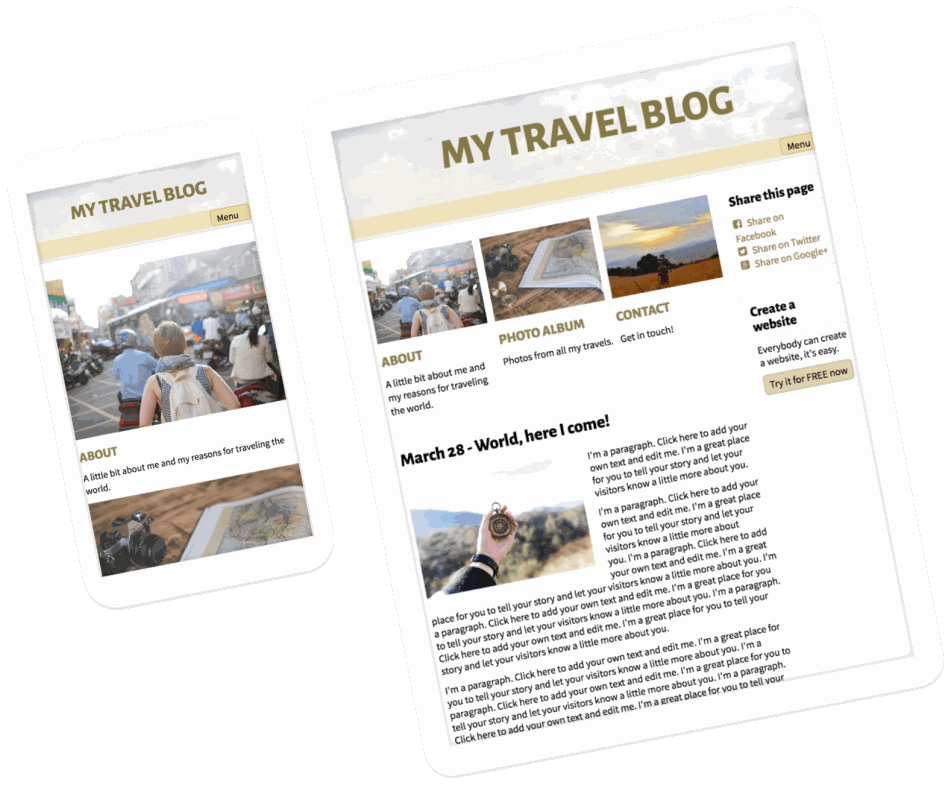 MY TRAVEL BLOG
Menu
ABOUT
A little bit about me and my reasons for traveling the
world.
MY TRAVEL BLOG
Menu
ABOUT
A little bit about me and
my reasons for traveling
the world.
PHOTO ALBUM
Photos from all my travels.
CONTACT
Get in touch!
Share this page
Share on
Facebook
Share on Twitter
Share on Google+
Create a
website
Everybody can create
a website, it's easy.
Try it for FREE now
March 28 - World, here I come!
I'm a paragraph. Click here to add your
own text and edit me. I'm a great place
for you to tell your story and let your
visitors know a little more about you.
I'm a paragraph. Click here to add your
own text and edit me. I'm a great place
for you to tell your story and let your
visitors know a little more about
you. I'm a paragraph. Click here to add
your own text and edit me. I'm a great
place for you to tell your story and let your visitors know a little more about you. I'm
a paragraph. Click here to add your own text and edit me. I'm a great place for you
to tell your story and let your visitors know a little more about you. I'm a paragraph.
Click here to add your own text and edit me. I'm a great place for you to tell your
story and let your visitors know a little more about you.
I'm a paragraph. Click here to add your own text and edit me. I'm a great place for
you to tell your story and let your visitors know a little more about you. I'm a
paragraph. Click here to add your own text and edit me. I'm a great place for you to
tell your story and let your visitors know a little more about you. I'm a paragraph.
Click here to add your own text and edit me. I'm a great place for you to tell your